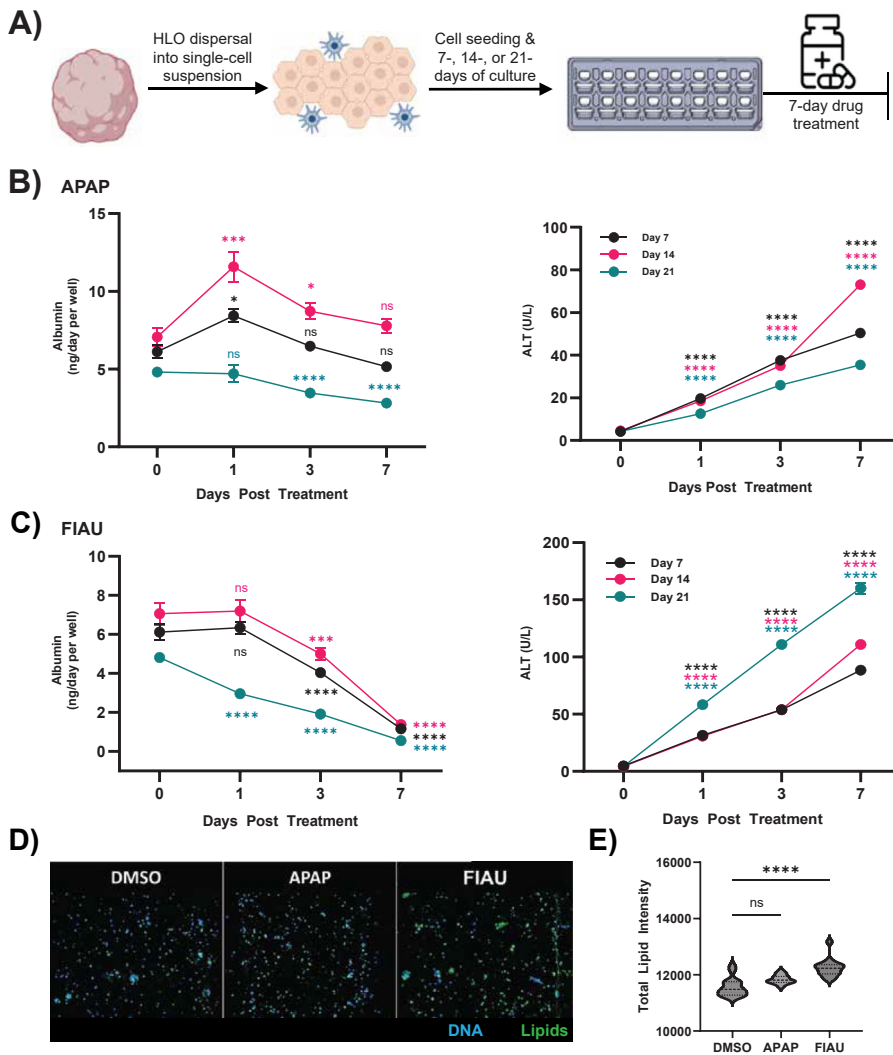 A)
HLO dispersal
into single-cell
suspension
Cell seeding &
7-, 14-, or 21-
days of culture
7-day drug
treatment
B) APAP
Albumin
(ng/day per well)
15
10
5
0
***
*
ns
*
ns
ns
ns
****
****
0 1 3 7
Days Post Treatment
ALT (U/L)
100
80
60
40
20
0
Day 7
Day 14
Day 21
****
****
****
****
****
****
****
****
****
0 1 3 7
Days Post Treatment
C) FIAU
Albumin
(ng/day per well)
10
8
6
4
2
0
ns
ns
***
****
****
****
****
****
****
0 1 3 7
Days Post Treatment
ALT (U/L)
200
150
100
50
0
Day 7
Day 14
Day 21
****
****
****
****
****
****
****
****
****
0 1 3 7
Days Post Treatment
D)
DMSO APAP FIAU
DNA Lipids
E)
Total Lipid Intensity
16000
14000
12000
10000
****
ns
DMSO APAP FIAU